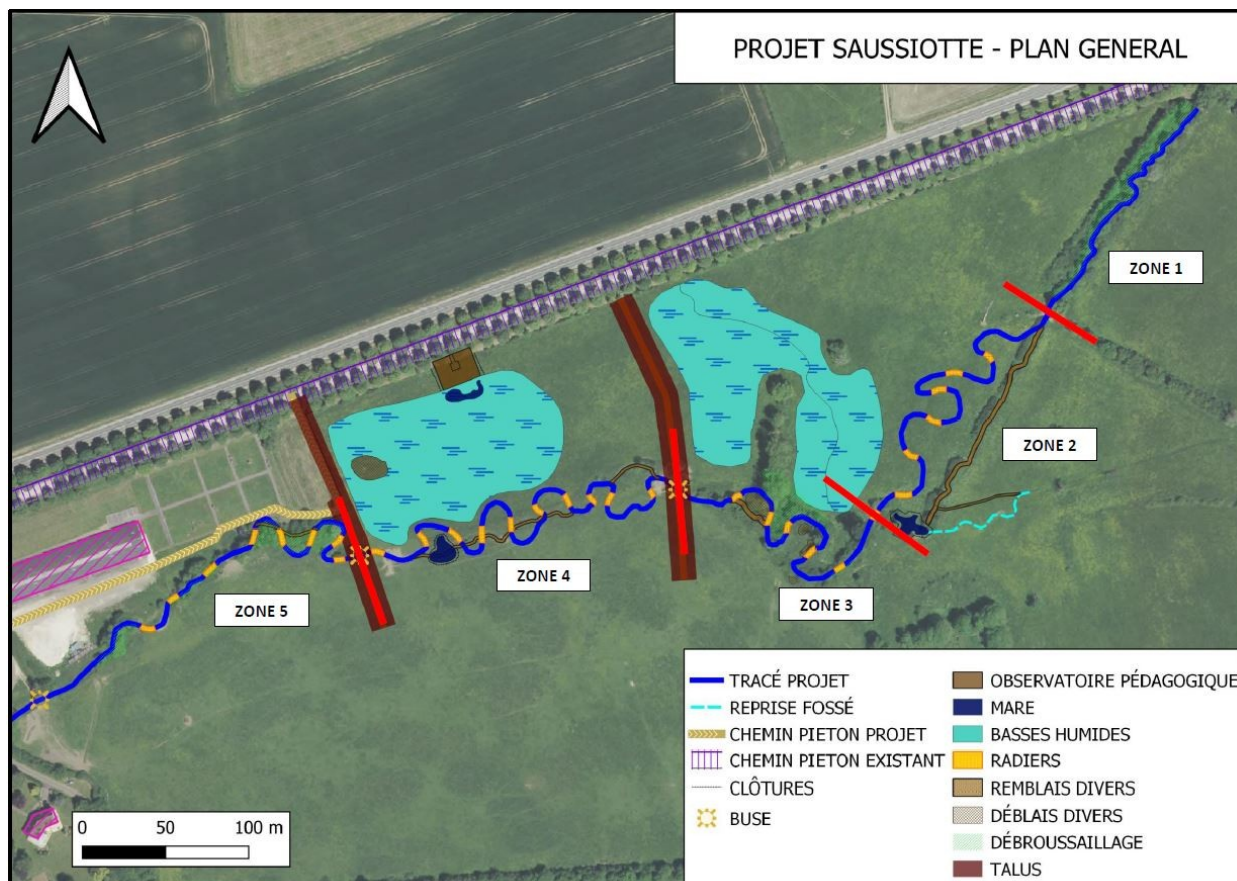 PROJET SAUSSIOTTE - PLAN GENERAL
ZONE 1
ZONE 2
ZONE 4
ZONE 3
ZONE 5
TRACÉ PROJET
REPRISE FOSSÉ
CHEMIN PIETON PROJET
CHEMIN PIETON EXISTANT
CLÔTURES
BUSE
OBSERVATOIRE PÉDAGOGIQUE
MARE
BASSES HUMIDES
RADIERS
REMBLAIS DIVERS
DÉBLAIS DIVERS
DÉBROUSSAILLAGE
TALUS
0 50 100 m